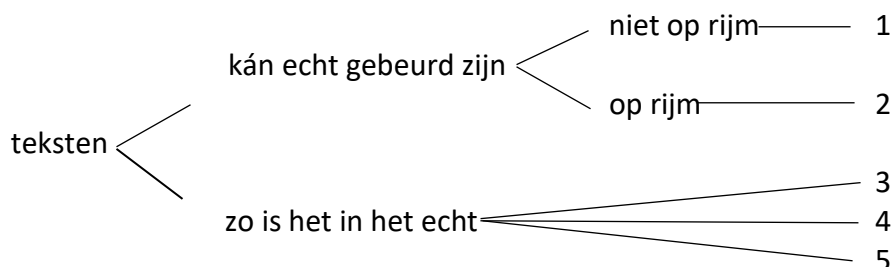 niet op rijm 1
kán echt gebeurd zijn
op rijm 2
teksten
3
zo is het in het echt 4
5